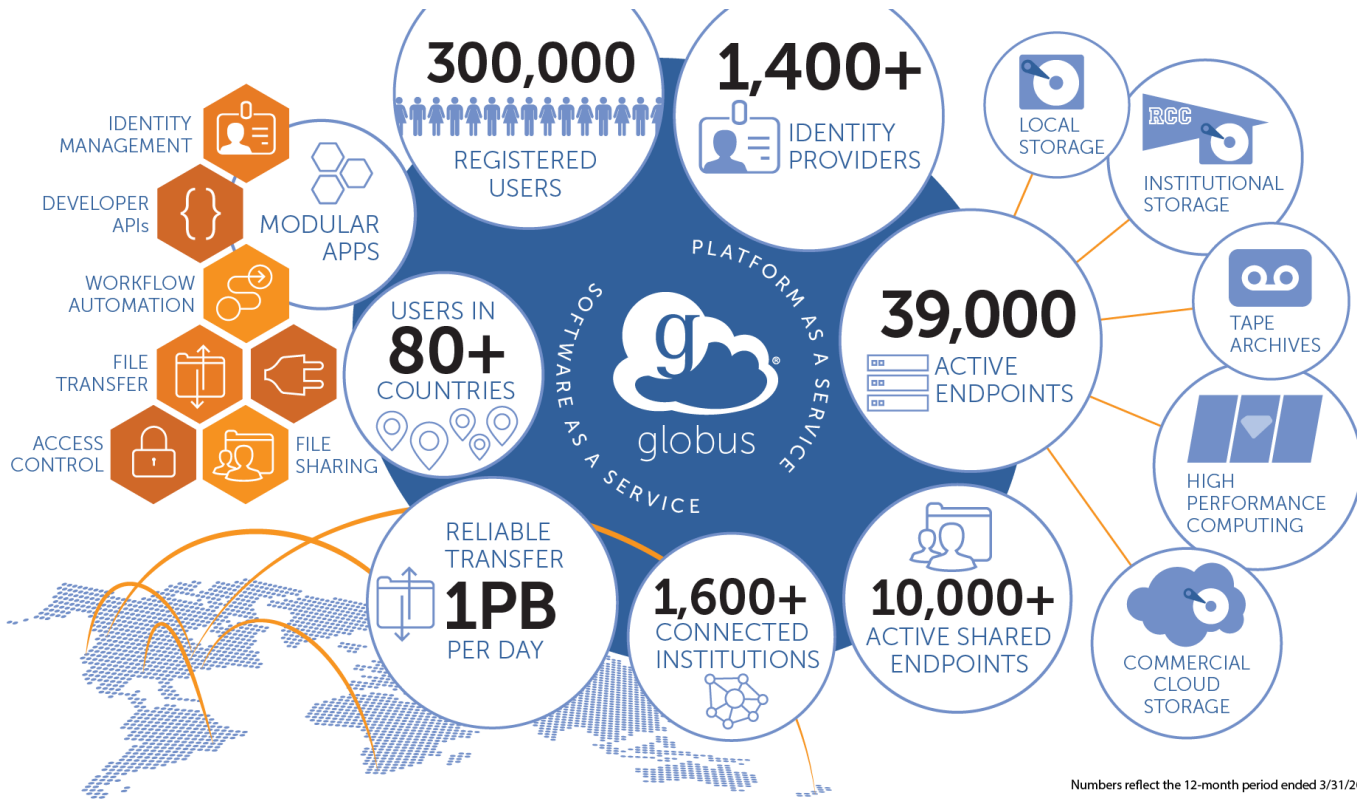 300,000
REGISTERED
USERS
1,400+
IDENTITY
PROVIDERS
LOCAL
STORAGE
RCC
INSTITUTIONAL
STORAGE
TAPE
ARCHIVES
HIGH
PERFORMANCE
COMPUTING
COMMERCIAL
CLOUD
STORAGE
IDENTITY
MANAGEMENT
DEVELOPER
APIs
WORKFLOW
AUTOMATION
FILE
TRANSFER
ACCESS
CONTROL
FILE
SHARING
MODULAR
APPS
USERS IN
80+
COUNTRIES
PLATFORM AS A SERVICE
SOFTWARE AS A SERVICE
g
®
globus
39,000
ACTIVE
ENDPOINTS
RELIABLE
TRANSFER
1PB
PER DAY
1,600+
CONNECTED
INSTITUTIONS
10,000+
ACTIVE SHARED
ENDPOINTS
Numbers reflect the 12-month period ended 3/31/